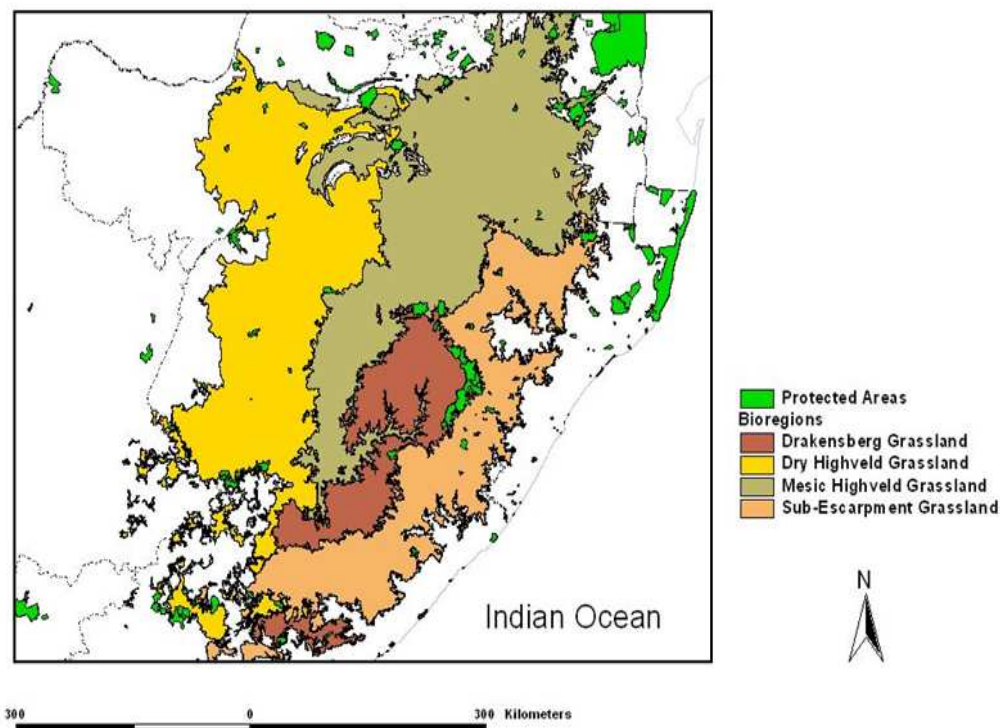 Protected Areas
Bioregions
Drakensberg Grassland
Dry Highveld Grassland
Mesic Highveld Grassland
Sub-Escarpment Grassland
N
Indian Ocean
300 0 300 Kilometers